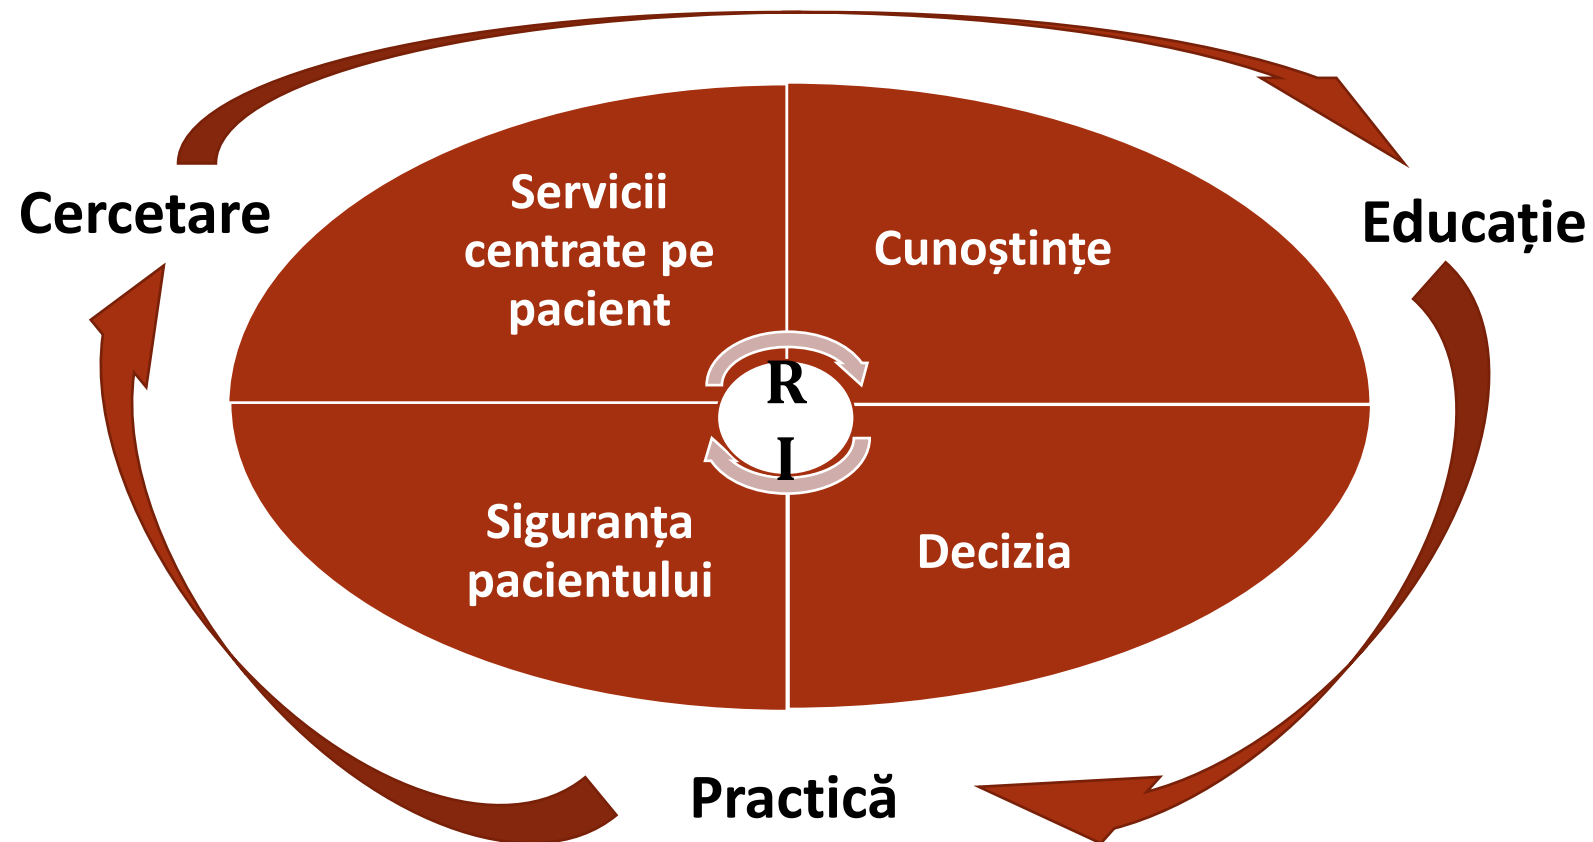 Cercetare
Educație
Servicii
centrate pe
pacient
Cunoștințe
R
I
Siguranța
pacientului
Decizia
Practică